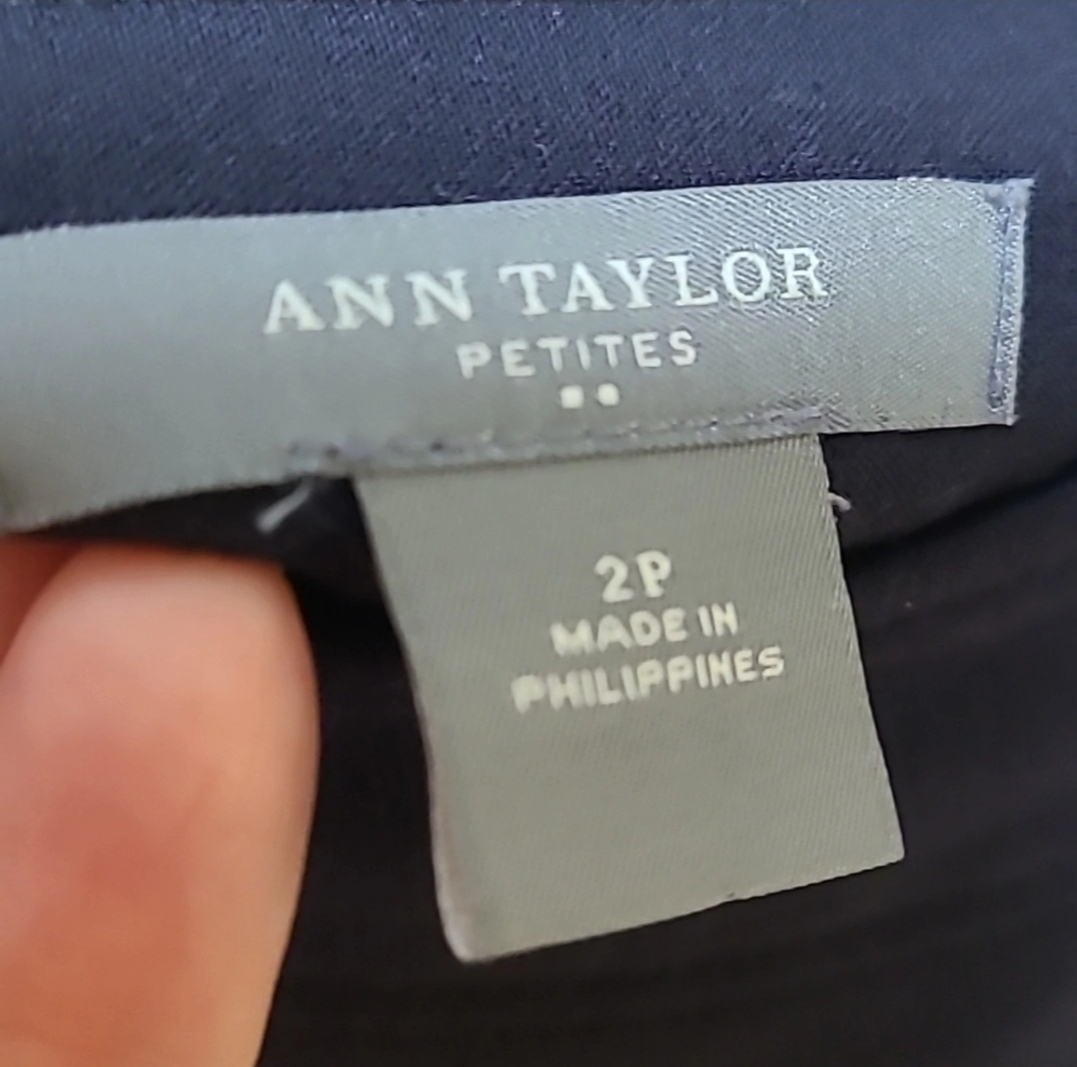 ANN TAYLOR
PETITES
2P
MADE IN
PHILIPPINES